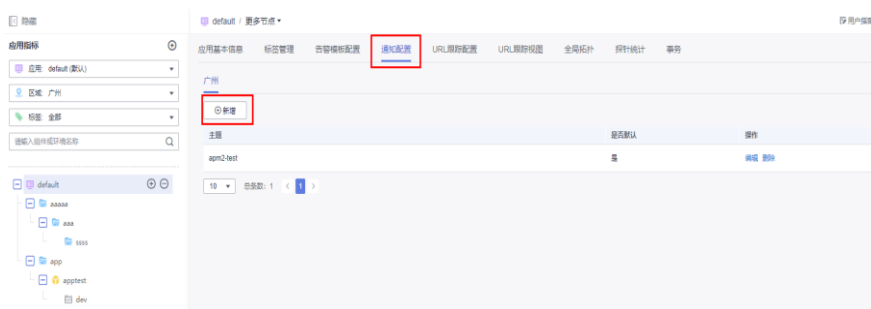 隐藏
default / 更多节点
应用指标
应用基本信息 标签管理 告警模板配置 通知配置 URL跟踪配置 URL跟踪视图 全局拓扑 探针统计 事务
应用: default (默认)
广州
区域: 广州
新增
标签: 全部
请输入组件或环境名称
主题 是否默认 操作
apm2-test 是 编辑 删除
default
10 总条数: 1 < 1 >
aaaaa
aaa
ssss
app
apptest
dev